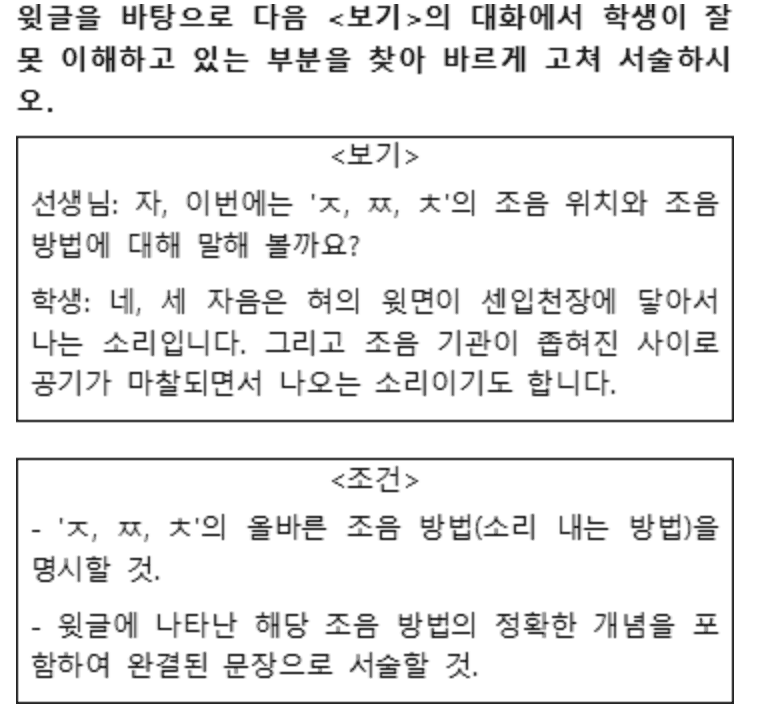 윗글을 바탕으로 다음 <보기>의 대화에서 학생이 잘
못 이해하고 있는 부분을 찾아 바르게 고쳐 서술하시
오.
<보기>
선생님: 자, 이번에는 'ㅈ, ㅉ, ㅊ'의 조음 위치와 조음
방법에 대해 말해 볼까요?
학생: 네, 세 자음은 혀의 윗면이 센입천장에 닿아서
나는 소리입니다. 그리고 조음 기관이 좁혀진 사이로
공기가 마찰되면서 나오는 소리이기도 합니다.
<조건>
- 'ㅈ, ㅉ, ㅊ'의 올바른 조음 방법(소리 내는 방법)을
명시할 것.
- 윗글에 나타난 해당 조음 방법의 정확한 개념을 포
함하여 완결된 문장으로 서술할 것.